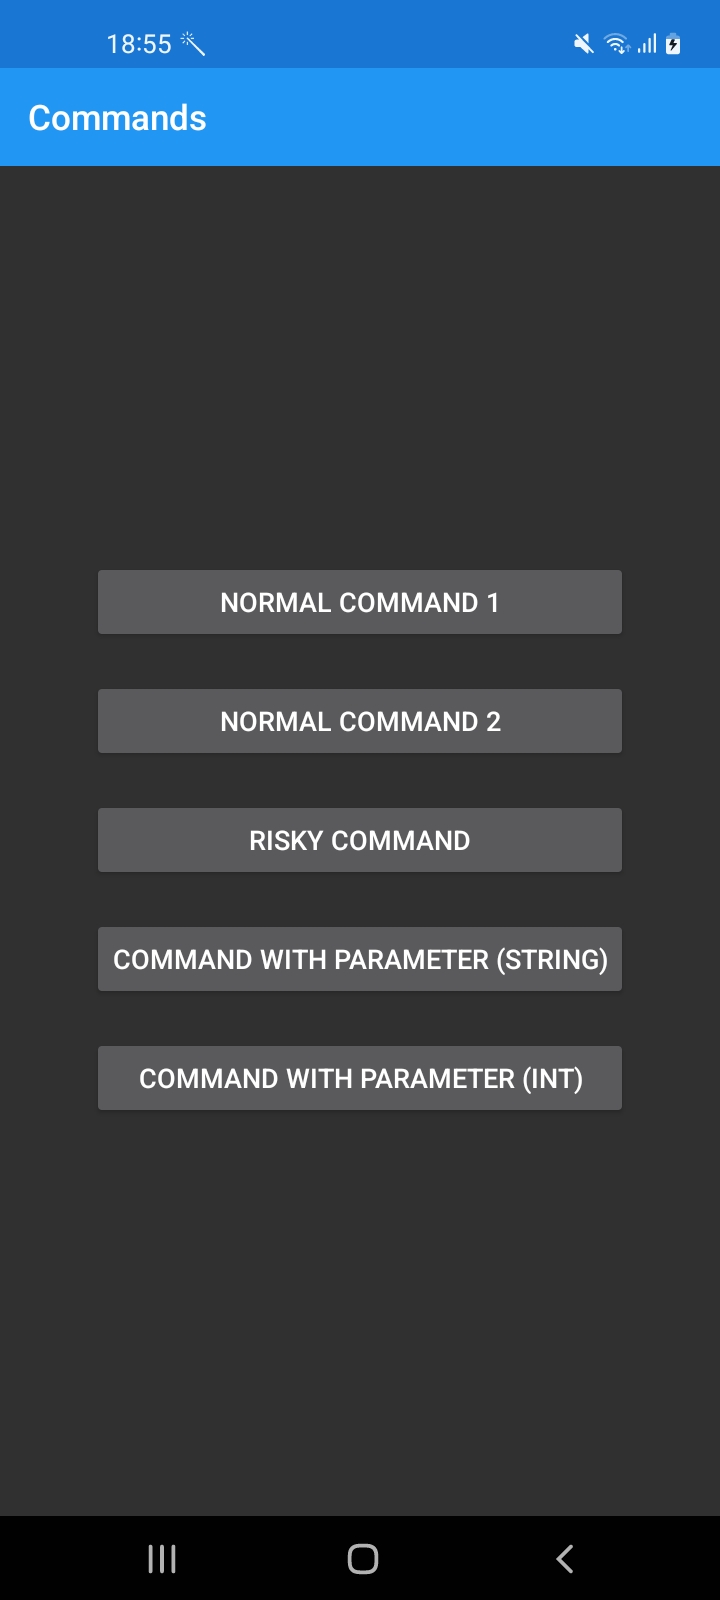 18:55
Commands
NORMAL COMMAND 1
NORMAL COMMAND 2
RISKY COMMAND
COMMAND WITH PARAMETER (STRING)
COMMAND WITH PARAMETER (INT)